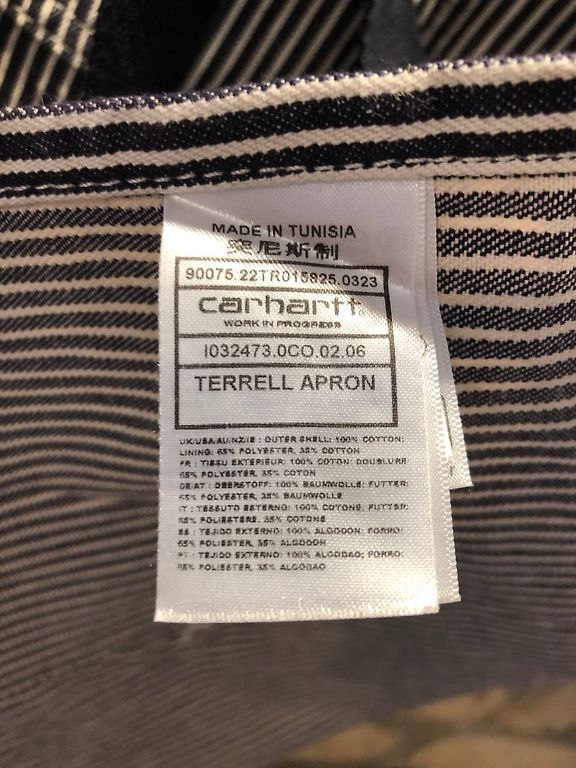 MADE IN TUNISIA
突尼斯制
90075.22TR015825.0323
carhartt
WORK IN PROGRESS
I032473.0CO.02.06
TERRELL APRON
UK/USA/AU/NZ/IE : OUTER SHELL: 100% COTTON;
LINING: 65% POLYESTER, 35% COTTON
FR : TISSU EXTERIEUR: 100% COTON; DOUBLURE:
65% POLYESTER, 35% COTON
DE/AT : OBERSTOFF: 100% BAUMWOLLE; FUTTER:
65% POLYESTER, 35% BAUMWOLLE
IT : TESSUTO ESTERNO: 100% COTONE; FUTTER:
65% POLIESTERE, 35% COTONE
ES : TEJIDO EXTERNO: 100% ALGODON; FORRO:
65% POLIESTER, 35% ALGODON
PT : TEJIDO EXTERNO: 100% ALGODAO; FORRO:
65% POLIESTER, 35% ALGODAO